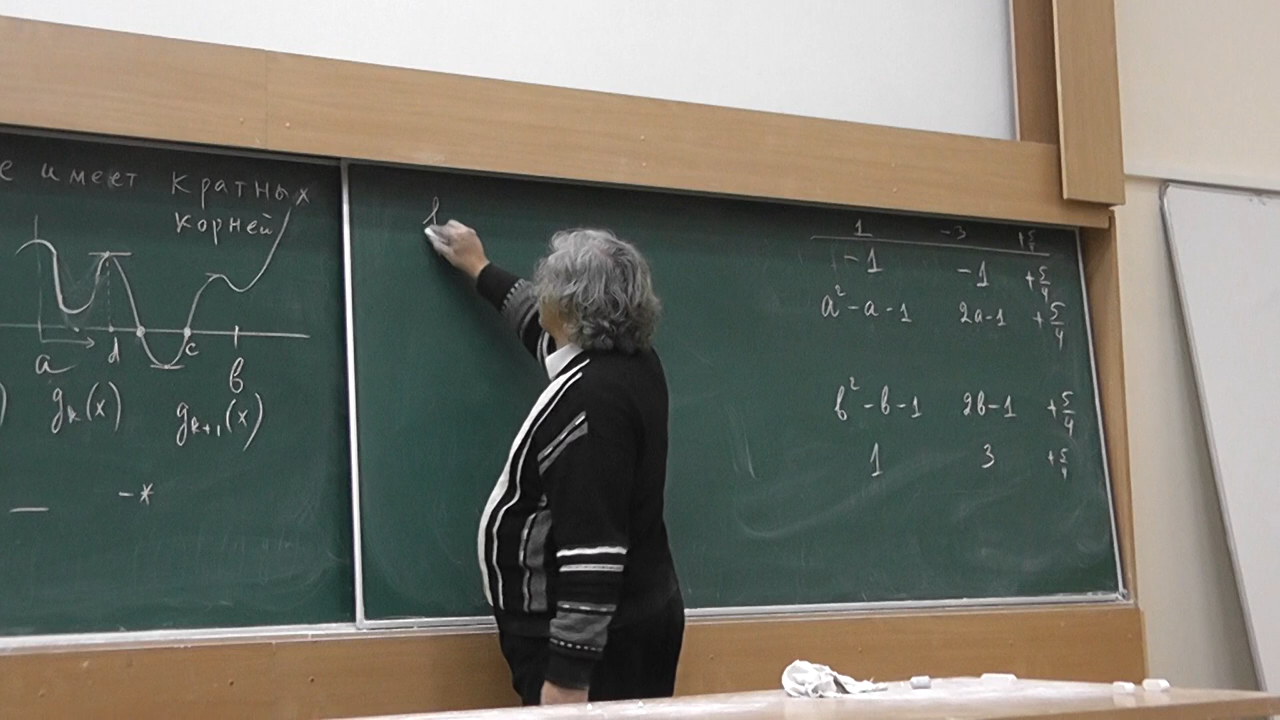 имеет кратных
корней
a d c b
gₖ(x) gₖ₊₁(x)
— -*
1 -3 +5/4
-1 -1 +5/4
a²-a-1 2a-1 +5/4
b²-b-1 2b-1 +5/4
1 3 +5/4